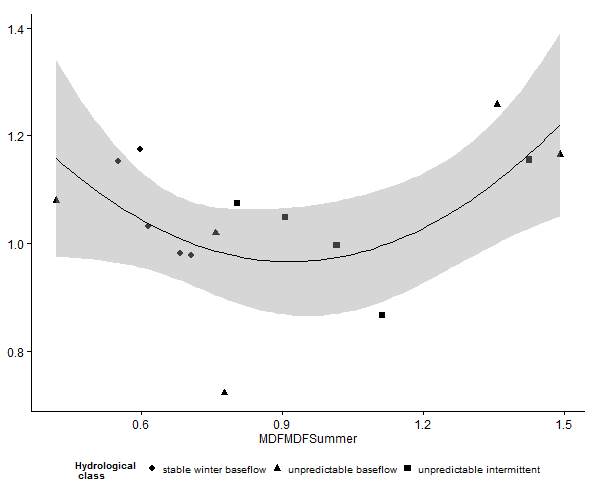 1.4
1.2
1.0
0.8
0.6 0.9 1.2 1.5
MDFMDFSummer
Hydrological
class
stable winter baseflow unpredictable baseflow unpredictable intermittent